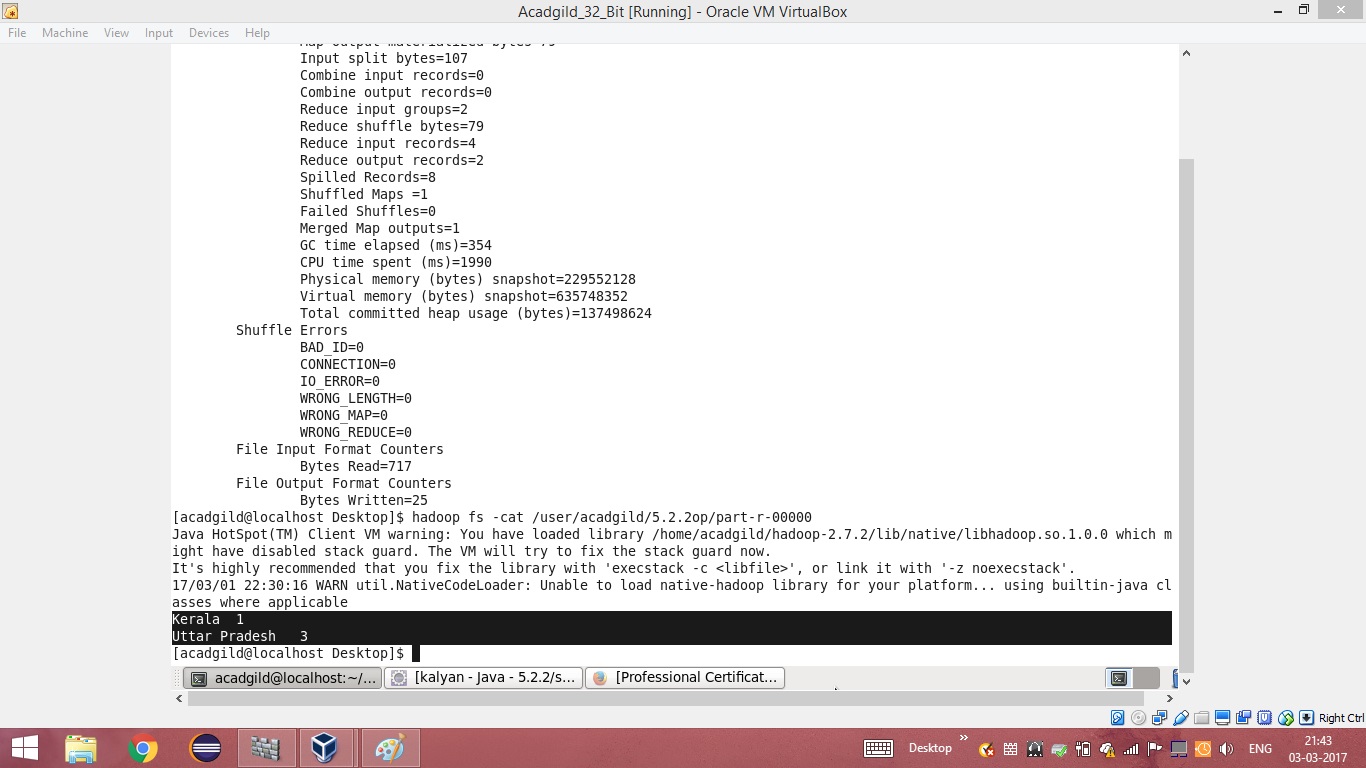 Acadgild_32_Bit [Running] - Oracle VM VirtualBox
File Machine View Input Devices Help
Map output materialized bytes=79
Input split bytes=107
Combine input records=0
Combine output records=0
Reduce input groups=2
Reduce shuffle bytes=79
Reduce input records=4
Reduce output records=2
Spilled Records=8
Shuffled Maps =1
Failed Shuffles=0
Merged Map outputs=1
GC time elapsed (ms)=354
CPU time spent (ms)=1990
Physical memory (bytes) snapshot=229552128
Virtual memory (bytes) snapshot=635748352
Total committed heap usage (bytes)=137498624
Shuffle Errors
BAD_ID=0
CONNECTION=0
IO_ERROR=0
WRONG_LENGTH=0
WRONG_MAP=0
WRONG_REDUCE=0
File Input Format Counters
Bytes Read=717
File Output Format Counters
Bytes Written=25
[acadgild@localhost Desktop]$ hadoop fs -cat /user/acadgild/5.2.2op/part-r-00000
Java HotSpot(TM) Client VM warning: You have loaded library /home/acadgild/hadoop-2.7.2/lib/native/libhadoop.so.1.0.0 which m
ight have disabled stack guard. The VM will try to fix the stack guard now.
It's highly recommended that you fix the library with 'execstack -c <libfile>', or link it with '-z noexecstack'.
17/03/01 22:30:16 WARN util.NativeCodeLoader: Unable to load native-hadoop library for your platform... using builtin-java cl
asses where applicable
Kerala 1
Uttar Pradesh 3
[acadgild@localhost Desktop]$
acadgild@localhost:~/... [kalyan - Java - 5.2.2/s... [Professional Certificat...
Right Ctrl
Desktop ENG 21:43
03-03-2017